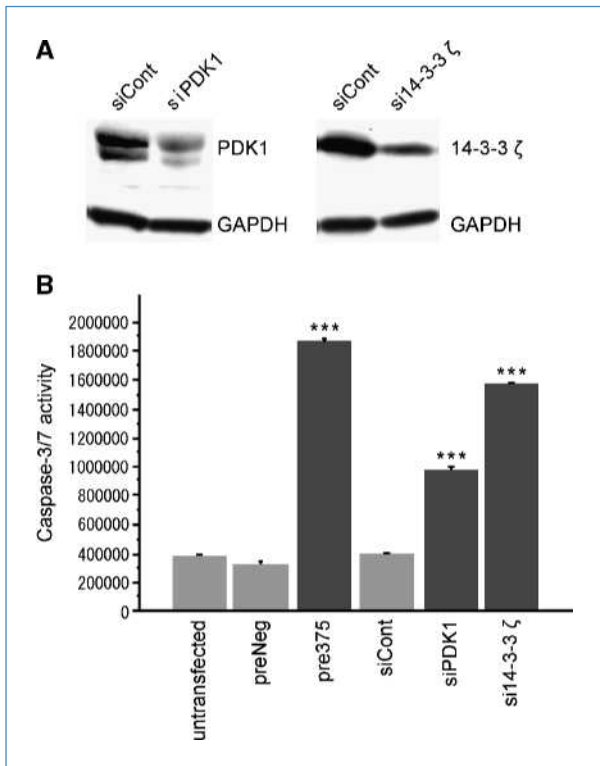 A
siCont
siPDK1
siCont
si14-3-3 ζ
PDK1
14-3-3 ζ
GAPDH
GAPDH
B
Caspase-3/7 activity
2000000
1800000
1600000
1400000
1200000
1000000
800000
600000
400000
200000
0
***
***
***
untransfected
preNeg
pre375
siCont
siPDK1
si14-3-3 ζ